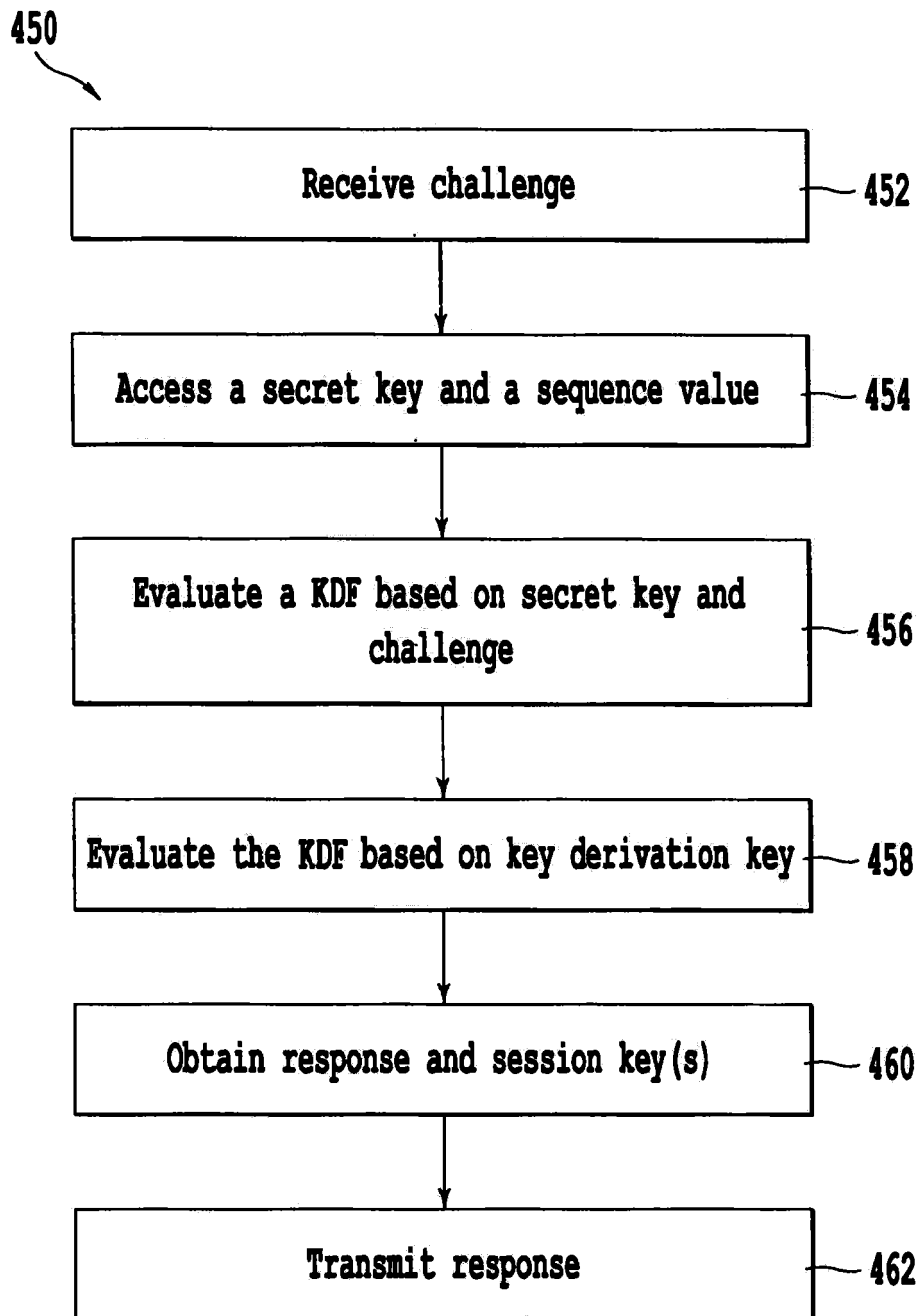 450
Receive challenge
452
Access a secret key and a sequence value
454
Evaluate a KDF based on secret key and
challenge
456
Evaluate the KDF based on key derivation key
458
Obtain response and session key(s)
460
Transmit response
462